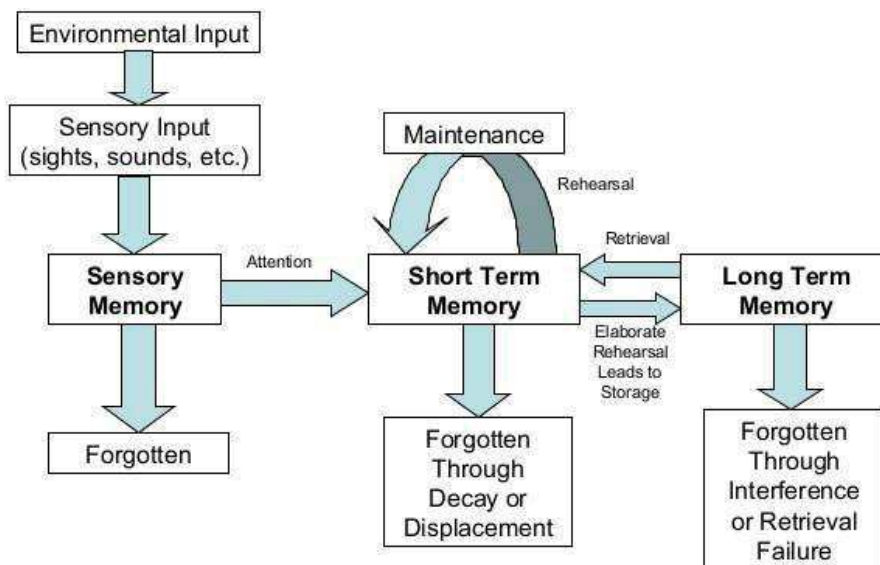 Environmental Input
Sensory Input
(sights, sounds, etc.)
Maintenance
Rehearsal
Sensory
Memory
Attention
Short Term
Memory
Retrieval
Elaborate
Rehearsal
Leads to
Storage
Long Term
Memory
Forgotten
Forgotten
Through
Decay or
Displacement
Forgotten
Through
Interference
or Retrieval
Failure